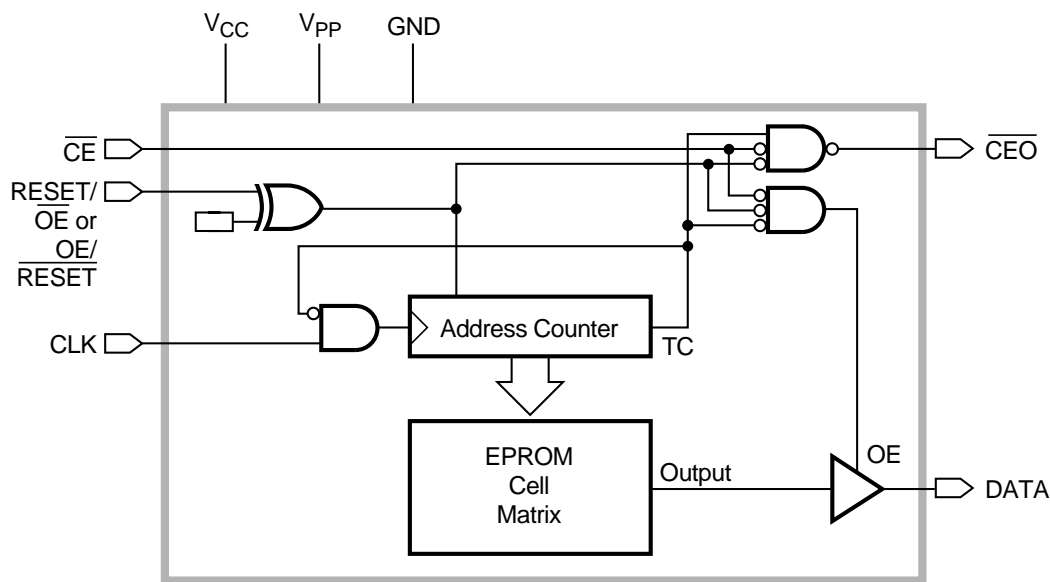 VCC
VPP
GND
CE
CEO
RESET/
OE or
OE/
RESET
CLK
Address Counter
TC
EPROM
Cell
Matrix
Output
OE
DATA